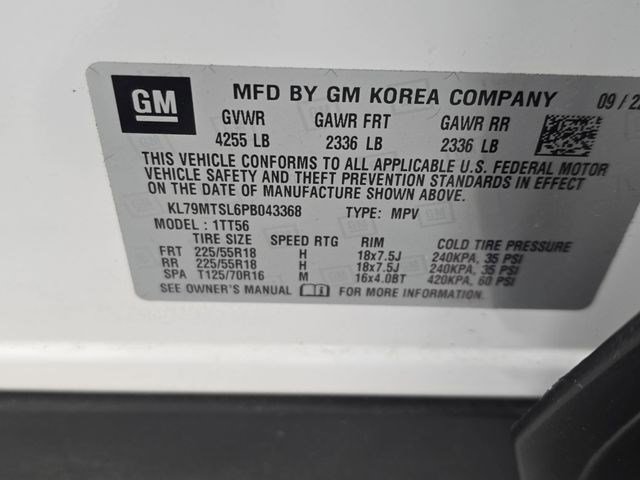 GM MFD BY GM KOREA COMPANY 09 / 22
GVWR GAWR FRT GAWR RR
4255 LB 2336 LB 2336 LB
THIS VEHICLE CONFORMS TO ALL APPLICABLE U.S. FEDERAL MOTOR
VEHICLE SAFETY AND THEFT PREVENTION STANDARDS IN EFFECT
ON THE DATE OF MANUFACTURE SHOWN ABOVE.
KL79MTSL6PB043368 TYPE: MPV
MODEL : 1TT56
TIRE SIZE SPEED RTG RIM COLD TIRE PRESSURE
FRT 225/55R18 H 18x7.5J 240KPA, 35 PSI
RR 225/55R18 H 18x7.5J 240KPA, 35 PSI
SPA T125/70R16 M 16x4.0BT 420KPA, 60 PSI
SEE OWNER'S MANUAL FOR MORE INFORMATION.